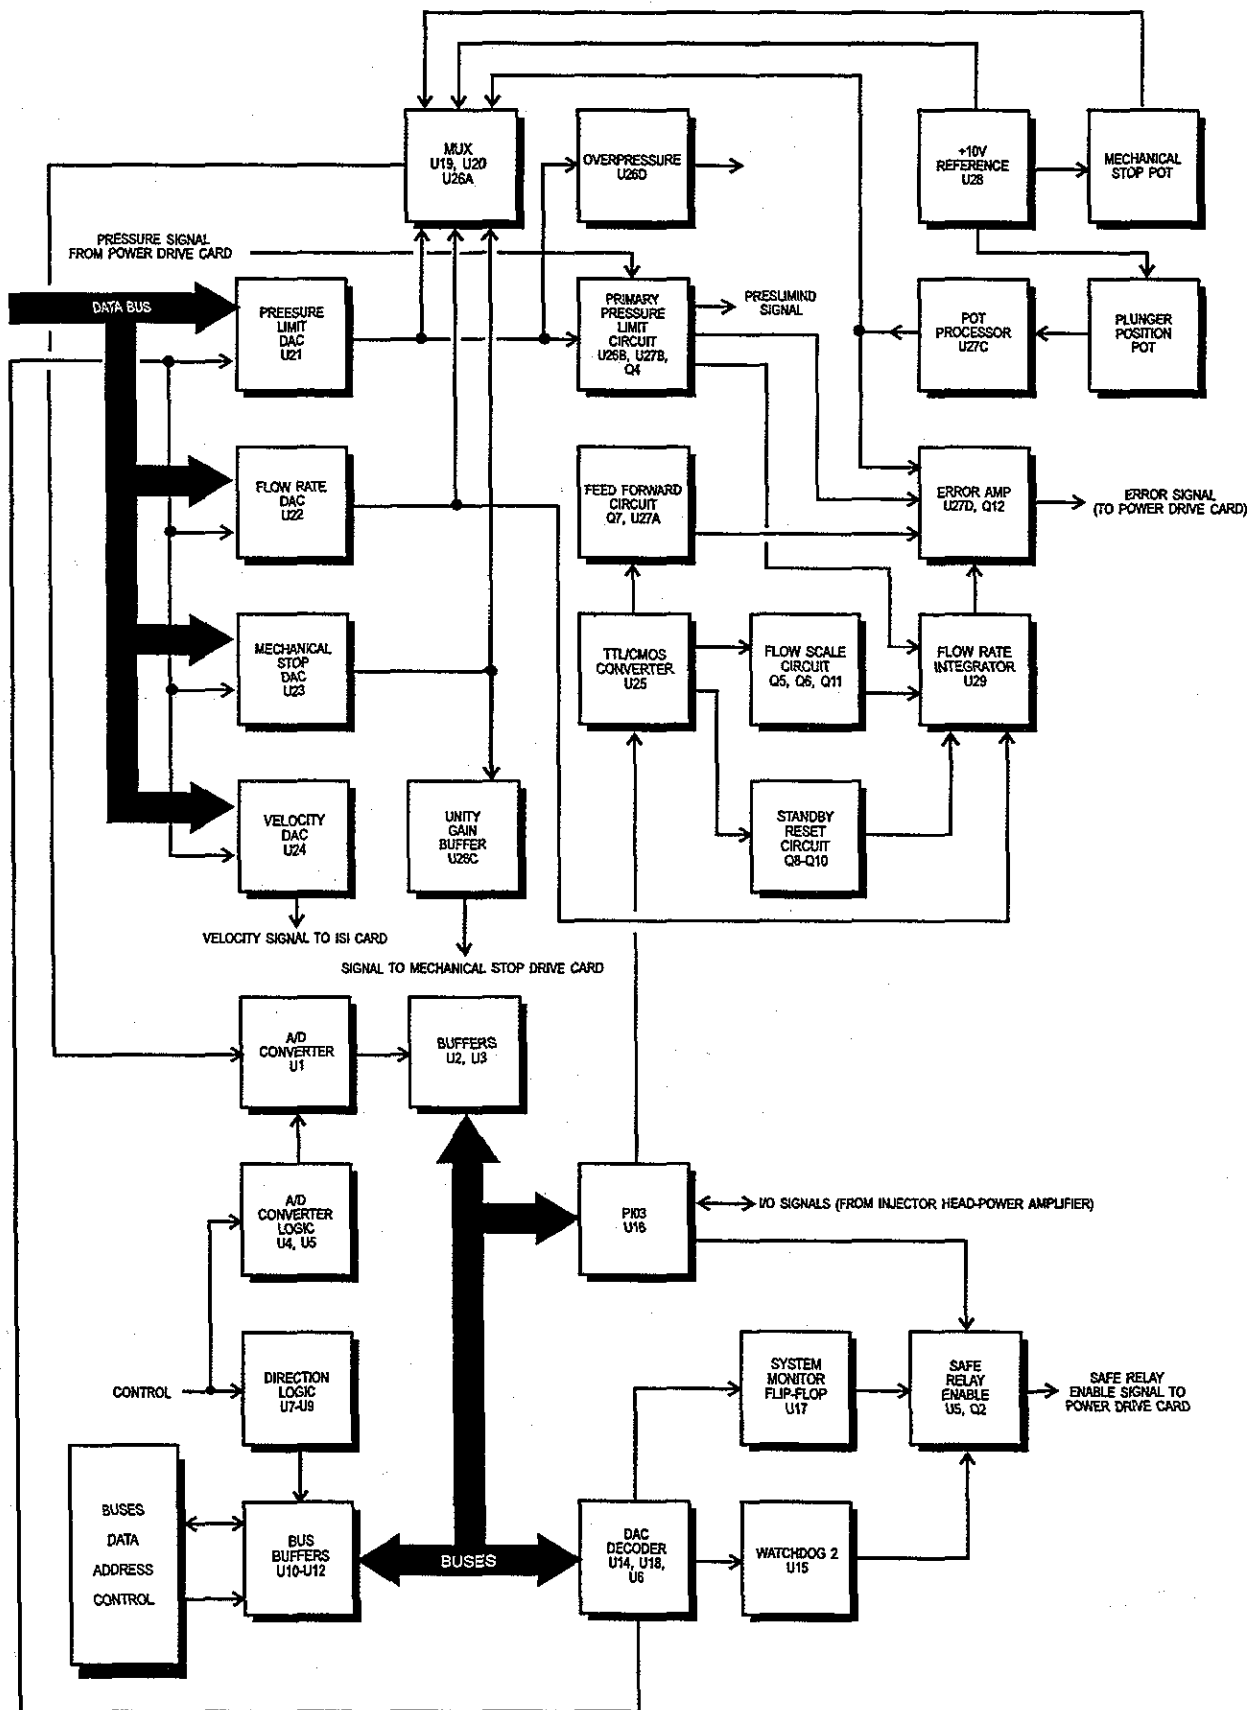 MUX
U19, U20
U26A
OVERPRESSURE
U26D
+10V
REFERENCE
U28
MECHANICAL
STOP POT
PRESSURE SIGNAL
FROM POWER DRIVE CARD
DATA BUS
PREESURE
LIMIT
DAC
U21
PRIMARY
PRESSURE
LIMIT
CIRCUIT
U26B, U27B,
Q4
PRESLIMIND
SIGNAL
POT
PROCESSOR
U27C
PLUNGER
POSITION
POT
FLOW RATE
DAC
U22
FEED FORWARD
CIRCUIT
Q7, U27A
ERROR AMP
U27D, Q12
ERROR SIGNAL
(TO POWER DRIVE CARD)
MECHANICAL
STOP
DAC
U23
TTL/CMOS
CONVERTER
U25
FLOW SCALE
CIRCUIT
Q5, Q6, Q11
FLOW RATE
INTEGRATOR
U29
VELOCITY
DAC
U24
UNITY
GAIN
BUFFER
U26C
STANDBY
RESET
CIRCUIT
Q8-Q10
VELOCITY SIGNAL TO ISI CARD
SIGNAL TO MECHANICAL STOP DRIVE CARD
A/D
CONVERTER
U1
BUFFERS
U2, U3
A/D
CONVERTER
LOGIC
U4, U5
PI03
U16
I/O SIGNALS (FROM INJECTOR HEAD-POWER AMPLIFIER)
CONTROL
DIRECTION
LOGIC
U7-U9
SYSTEM
MONITOR
FLIP-FLOP
U17
SAFE
RELAY
ENABLE
U5, Q2
SAFE RELAY
ENABLE SIGNAL TO
POWER DRIVE CARD
BUSES
DATA
ADDRESS
CONTROL
BUS
BUFFERS
U10-U12
BUSES
DAC
DECODER
U14, U18,
U6
WATCHDOG 2
U15